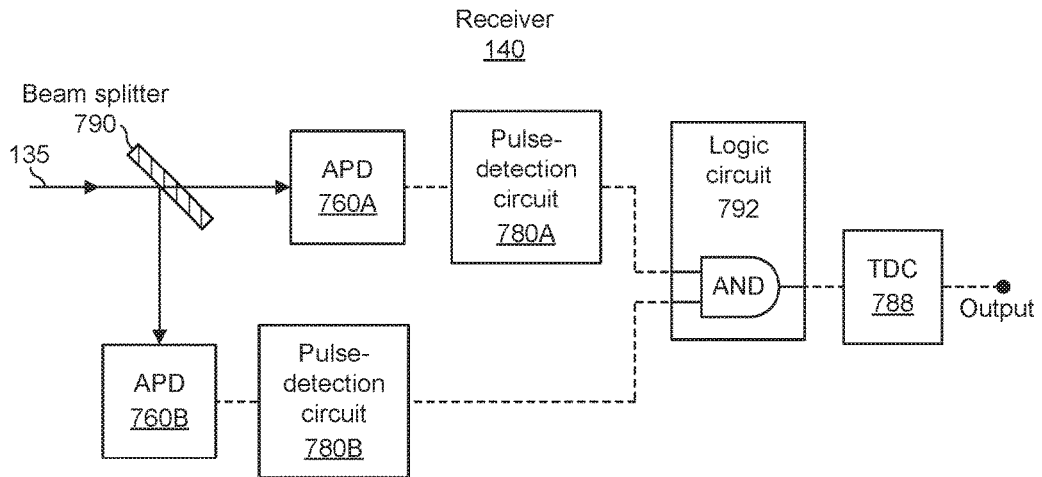 Receiver
140
Beam splitter
790
135
APD
760A
Pulse-
detection
circuit
780A
Logic
circuit
792
AND
TDC
788
Output
APD
760B
Pulse-
detection
circuit
780B